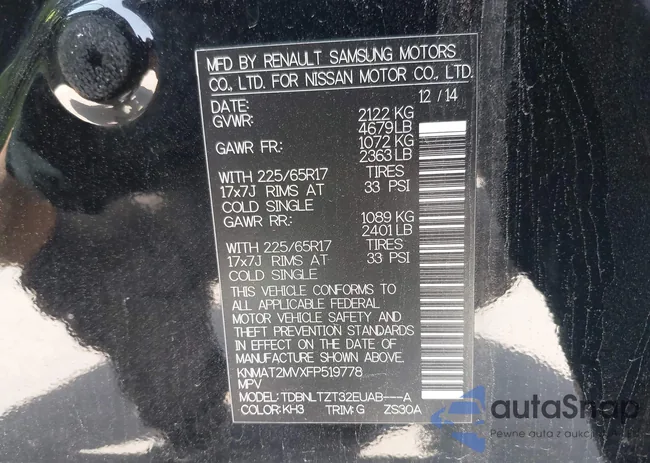 MFD BY RENAULT SAMSUNG MOTORS
CO., LTD. FOR NISSAN MOTOR CO., LTD.
DATE: 12 / 14
GVWR: 2122 KG
4679LB
GAWR FR: 1072 KG
2363 LB
WITH 225/65R17 TIRES
17x7J RIMS AT 33 PSI
COLD SINGLE
GAWR RR.: 1089 KG
2401 LB
WITH 225/65R17 TIRES
17x7J RIMS AT 33 PSI
COLD SINGLE
THIS VEHICLE CONFORMS TO
ALL APPLICABLE FEDERAL
MOTOR VEHICLE SAFETY AND
THEFT PREVENTION STANDARDS
IN EFFECT ON THE DATE OF
MANUFACTURE SHOWN ABOVE.
KNMAT2MVXFP519778
MPV
MODEL: TDBNLTZT32EUAB---A
COLOR: KH3 TRIM: G ZS30A
autoSnap
Pewne auta z aukcji